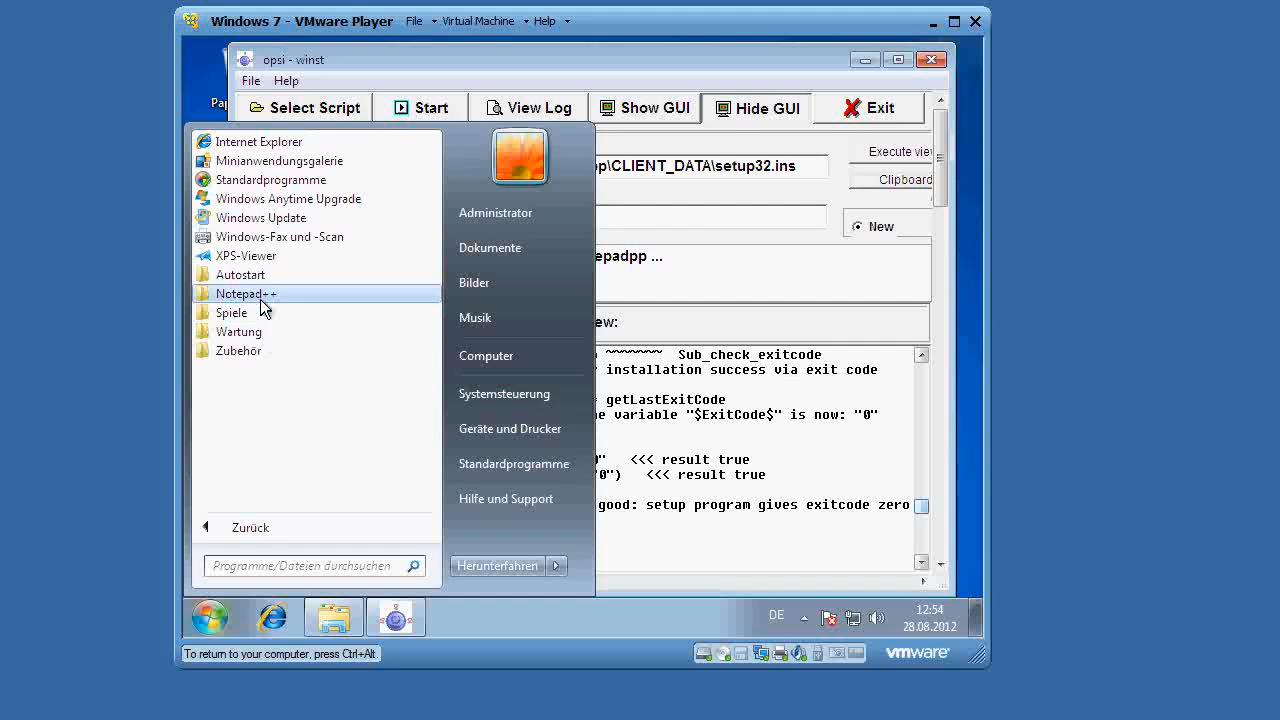 Windows 7 - VMware Player File Virtual Machine Help
opsi - winst
File Help
Select Script Start View Log Show GUI Hide GUI Exit
Internet Explorer
Minianwendungsgalerie
Standardprogramme
Windows Anytime Upgrade
Windows Update
Windows-Fax und -Scan
XPS-Viewer
Autostart
Notepad++
Spiele
Wartung
Zubehör
Zurück
Programme/Dateien durchsuchen
Administrator
Dokumente
Bilder
Musik
Computer
Systemsteuerung
Geräte und Drucker
Standardprogramme
Hilfe und Support
Herunterfahren
Execute
p\CLIENT_DATA\setup32.ins
Clipboard
New
epadpp ...
ew:
~~~~~~~~ Sub_check_exitcode
r installation success via exit code
= getLastExitCode
he variable "$ExitCode$" is now: "0"
0" <<< result true
"0") <<< result true
good: setup program gives exitcode zero
DE
12:54
28.08.2012
To return to your computer, press Ctrl+Alt.
vmware